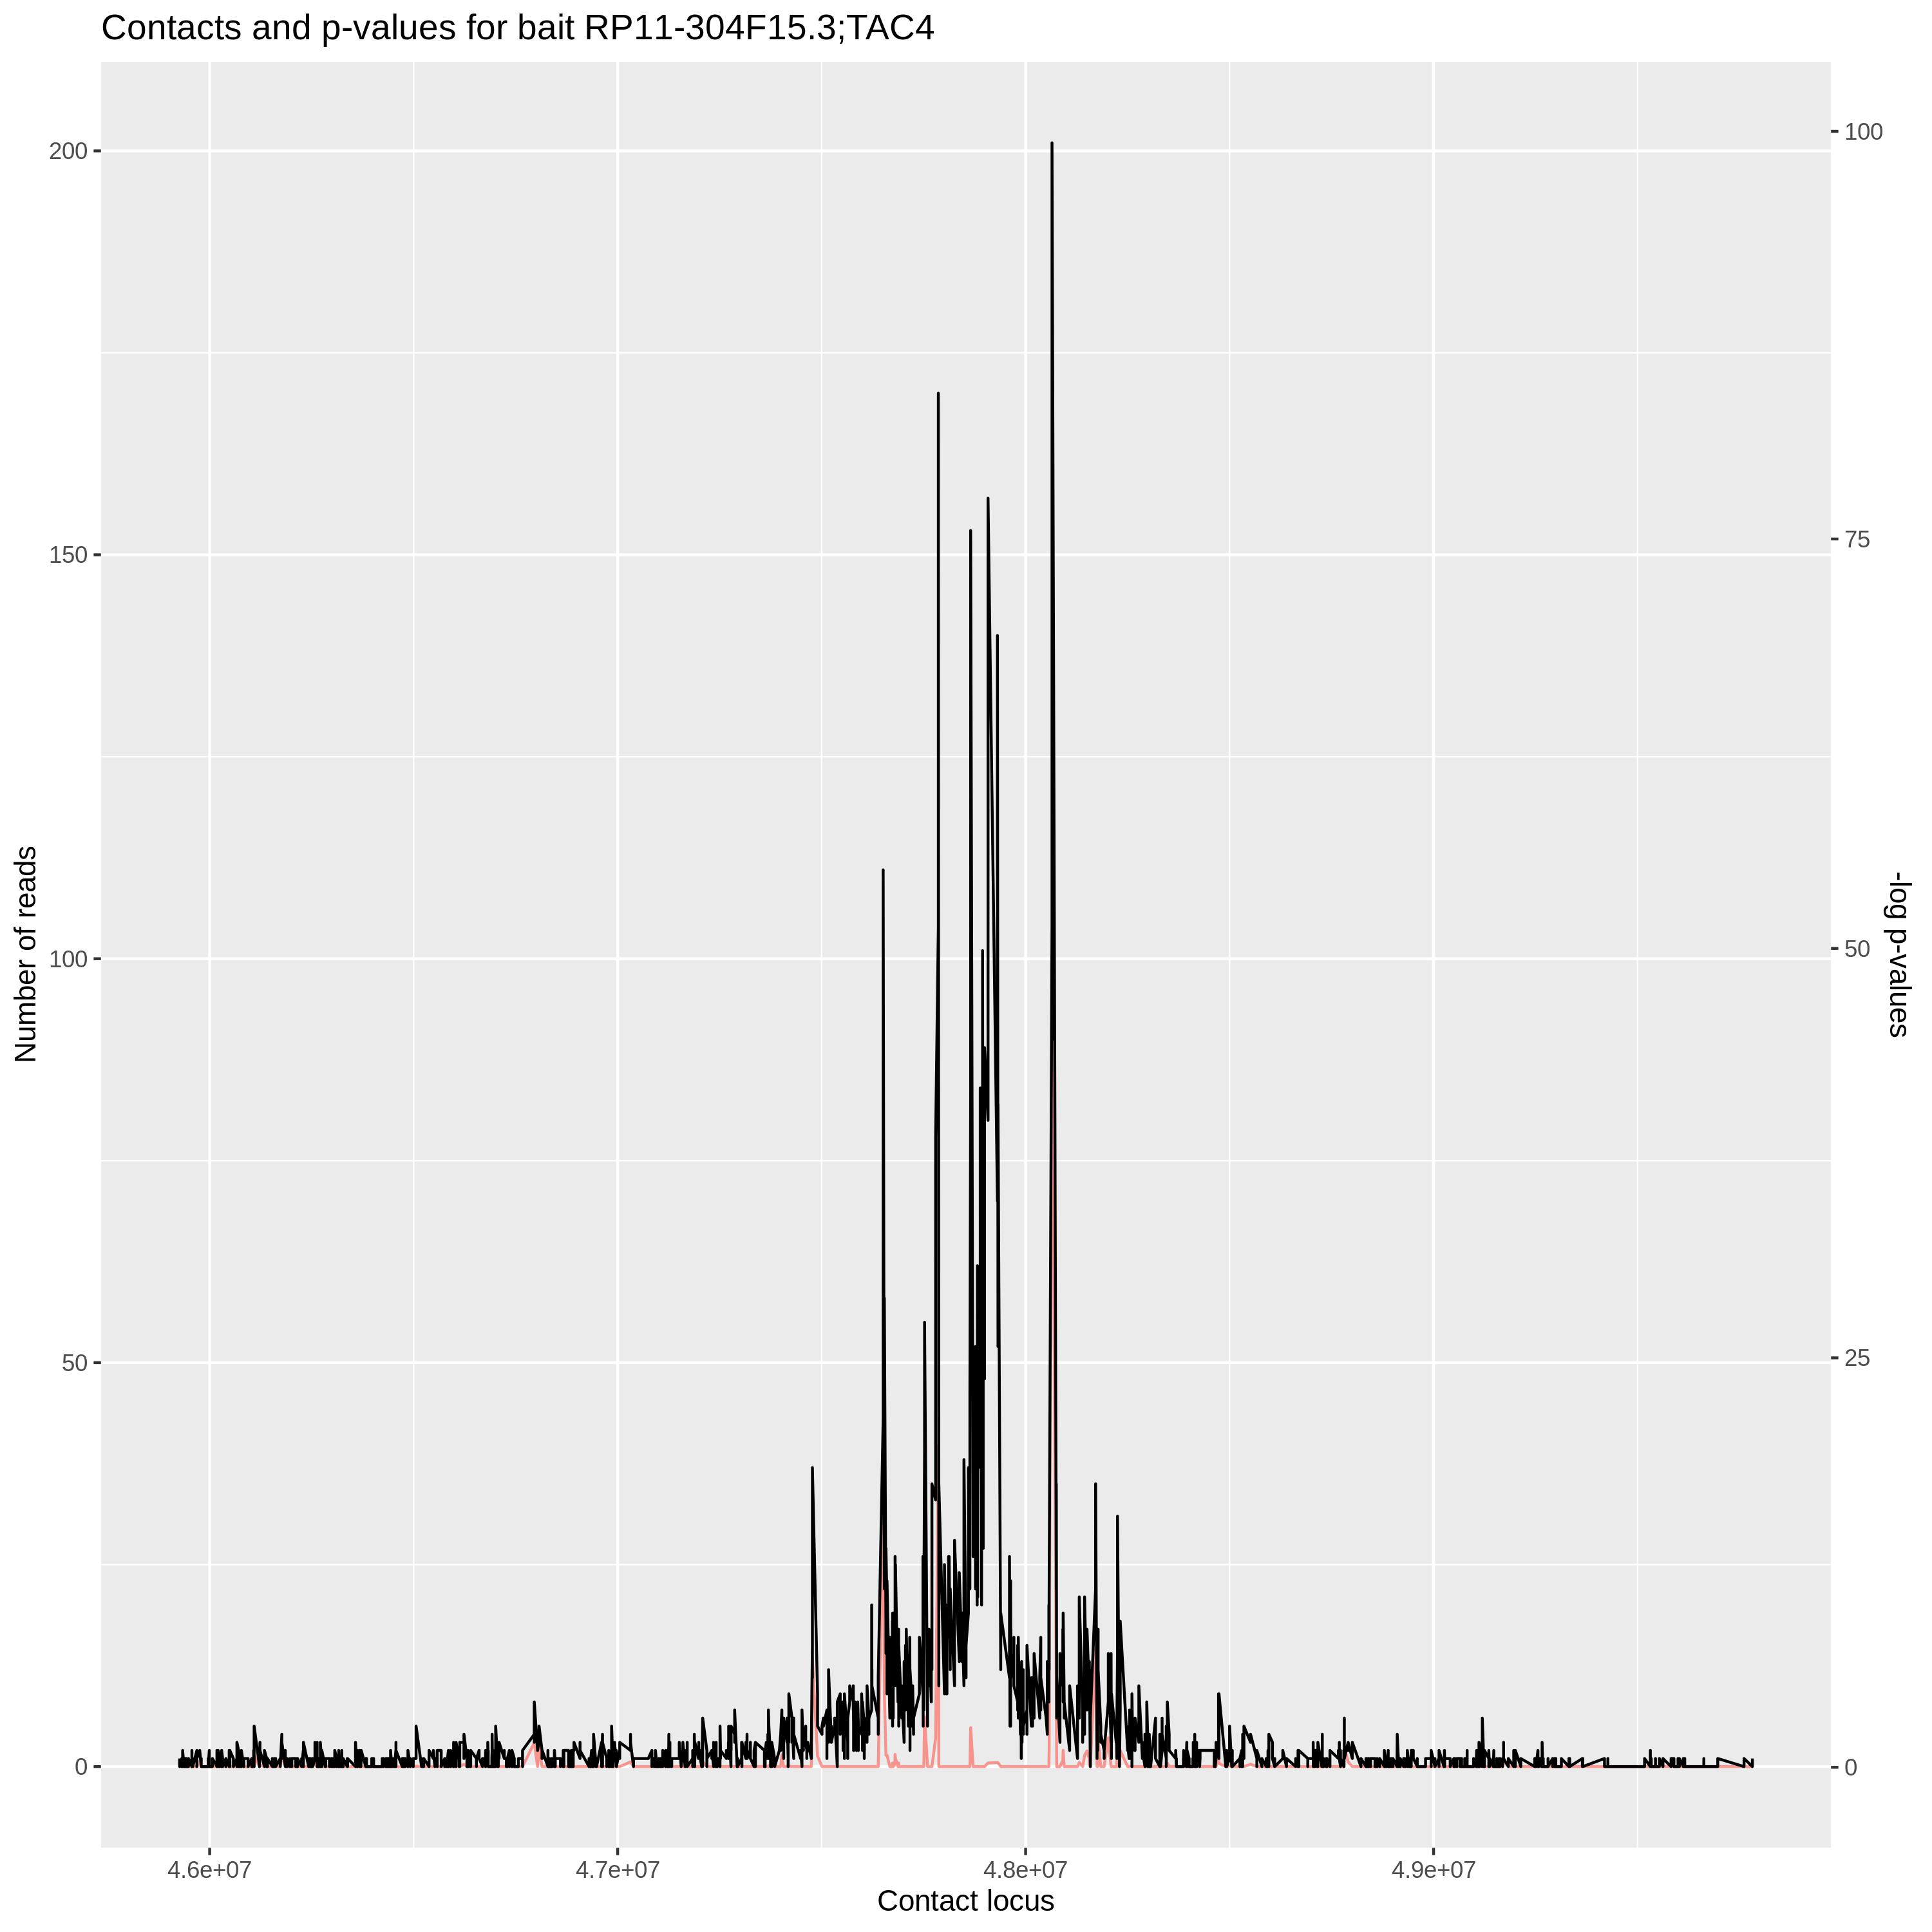 Contacts and p-values for bait RP11-304F15.3;TAC4
200
150
100
50
0
Number of reads
100
75
50
25
0
-log p-values
4.6e+07
4.7e+07
4.8e+07
4.9e+07
Contact locus